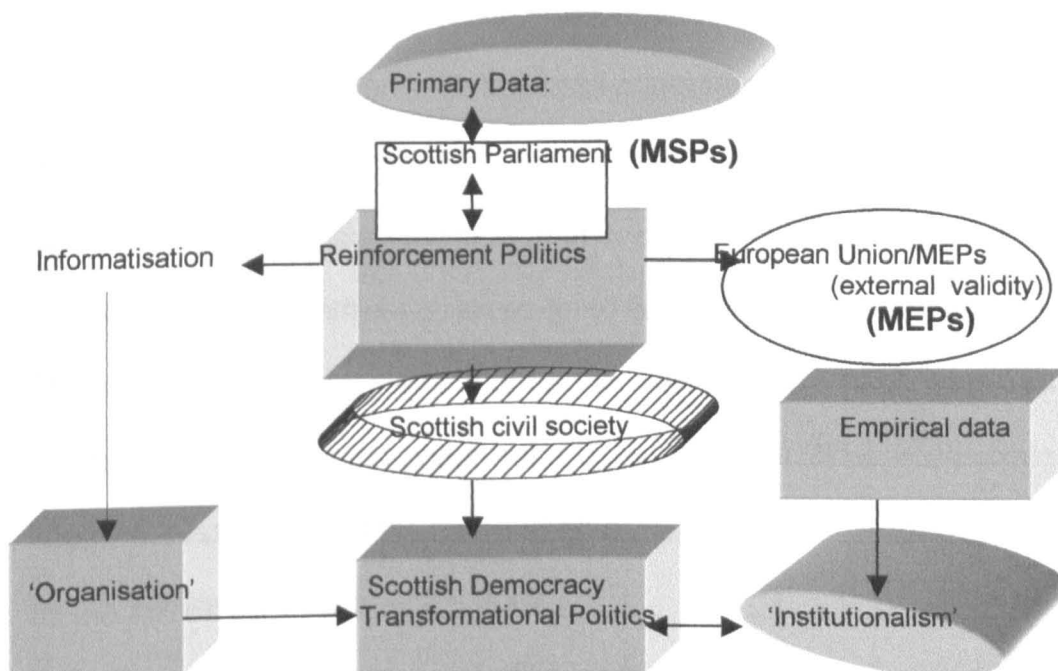 Primary Data:
Scottish Parliament (MSPs)
Informatisation
Reinforcement Politics
European Union/MEPs
(external validity)
(MEPs)
Scottish civil society
Empirical data
'Organisation'
Scottish Democracy
Transformational Politics
'Institutionalism'